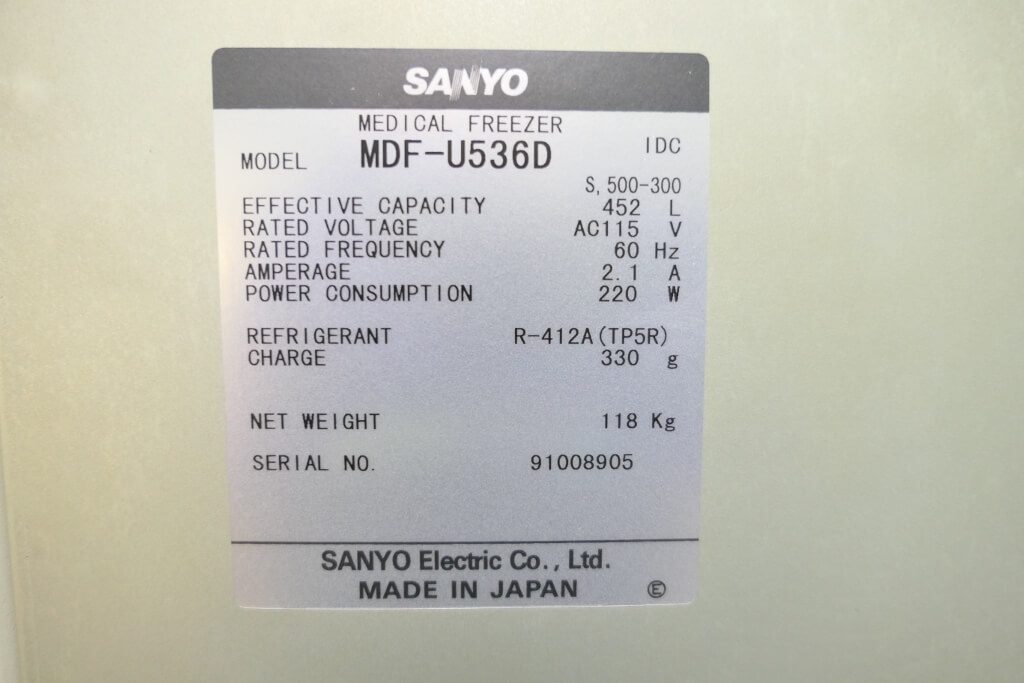 SANYO
MEDICAL FREEZER
MODEL MDF-U536D IDC
S,500-300
EFFECTIVE CAPACITY 452 L
RATED VOLTAGE AC115 V
RATED FREQUENCY 60 Hz
AMPERAGE 2.1 A
POWER CONSUMPTION 220 W
REFRIGERANT R-412A(TP5R)
CHARGE 330 g
NET WEIGHT 118 Kg
SERIAL NO. 91008905
SANYO Electric Co., Ltd.
MADE IN JAPAN Ⓔ